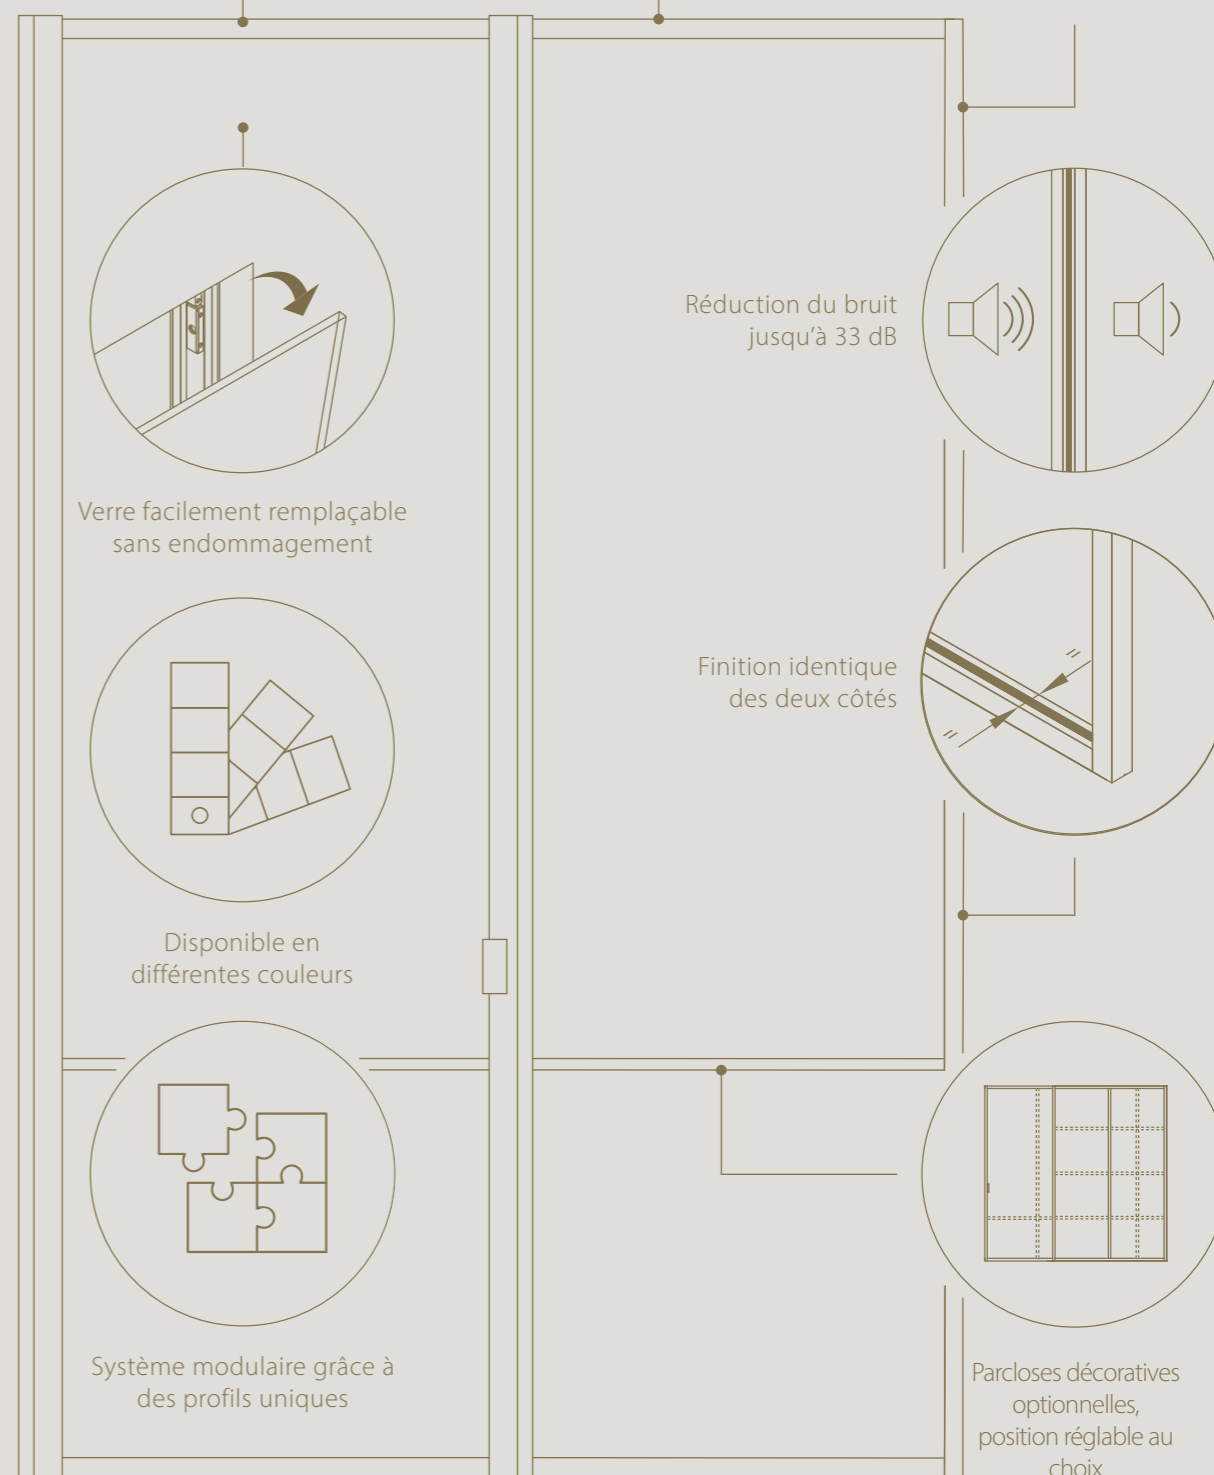 Réduction du bruit
jusqu'à 33 dB
Verre facilement remplaçable
sans endommagement
Finition identique
des deux côtés
Disponible en
différentes couleurs
Système modulaire grâce à
des profils uniques
Parcloses décoratives
optionnelles,
position réglable au
choix